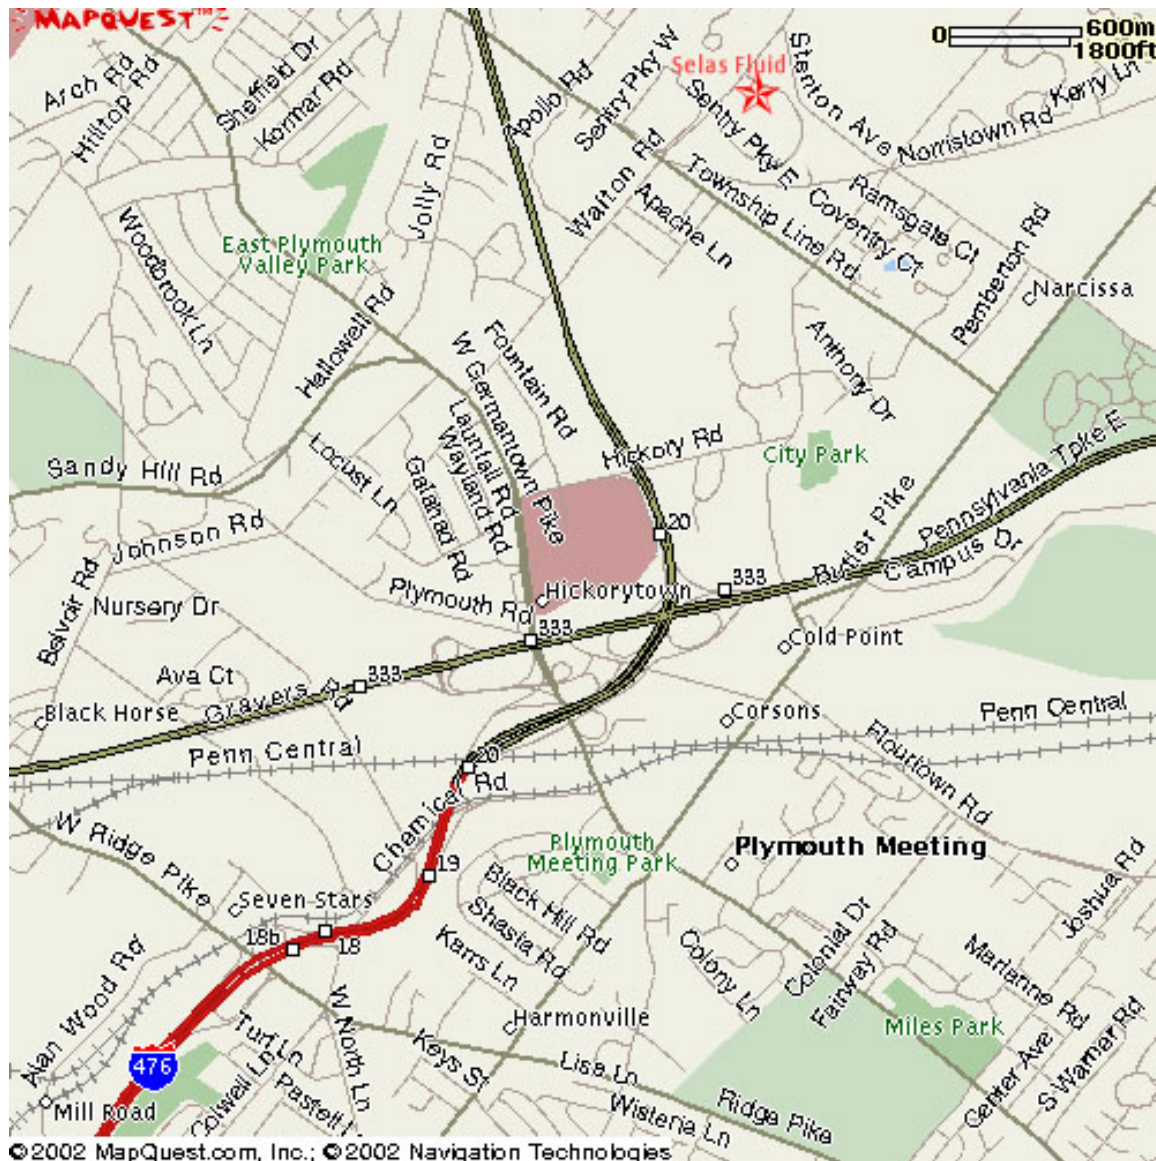 MAPQUEST™
0 600m
1800ft
Selas Fluid
Arch Rd
Hilltop Rd
Sheffield Dr
Kormar Rd
Jolly Rd
Apollo Rd
Sentry Pky W
Sentry Pky E
Stenton Ave
Kerry Ln
Norristown Rd
Walton Rd
Township Line Rd
Apache Ln
Coventry Ct
Ramsgate Ct
Pemberton Rd
Narcissa
Woodbrook Ln
East Plymouth
Valley Park
Hallowell Rd
Fountain Rd
W Germantown Pike
Launfall Rd
Wayland Rd
Galahad Rd
Locust Ln
Anthony Dr
Hickory Rd
City Park
Sandy Hill Rd
Johnson Rd
Belvoir Rd
Nursery Dr
Plymouth Rd
Hickorytown
20
333
333
333
Butler Pike
Pennsylvania Tpke E
Campus Dr
Cold Point
Ava Ct
Gravers Rd
Black Horse
Penn Central
Corsons
Penn Central
Flourtown Rd
20
Chemical Rd
W Ridge Pike
Plymouth
Meeting Park
Plymouth Meeting
19
Black Hill Rd
Shasta Rd
Karrs Ln
Seven Stars
18b
18
Joshua Rd
Colonial Dr
Fairway Rd
Marianne Rd
Colony Ln
Alan Wood Rd
W North Ln
Turf Ln
Colwell Ln
Pastell Ln
Keys St
Harmonville
Lisa Ln
Wisteria Ln
Ridge Pike
Miles Park
Center Ave
S Warner Rd
476
Mill Road
©2002 MapQuest.com, Inc.; ©2002 Navigation Technologies